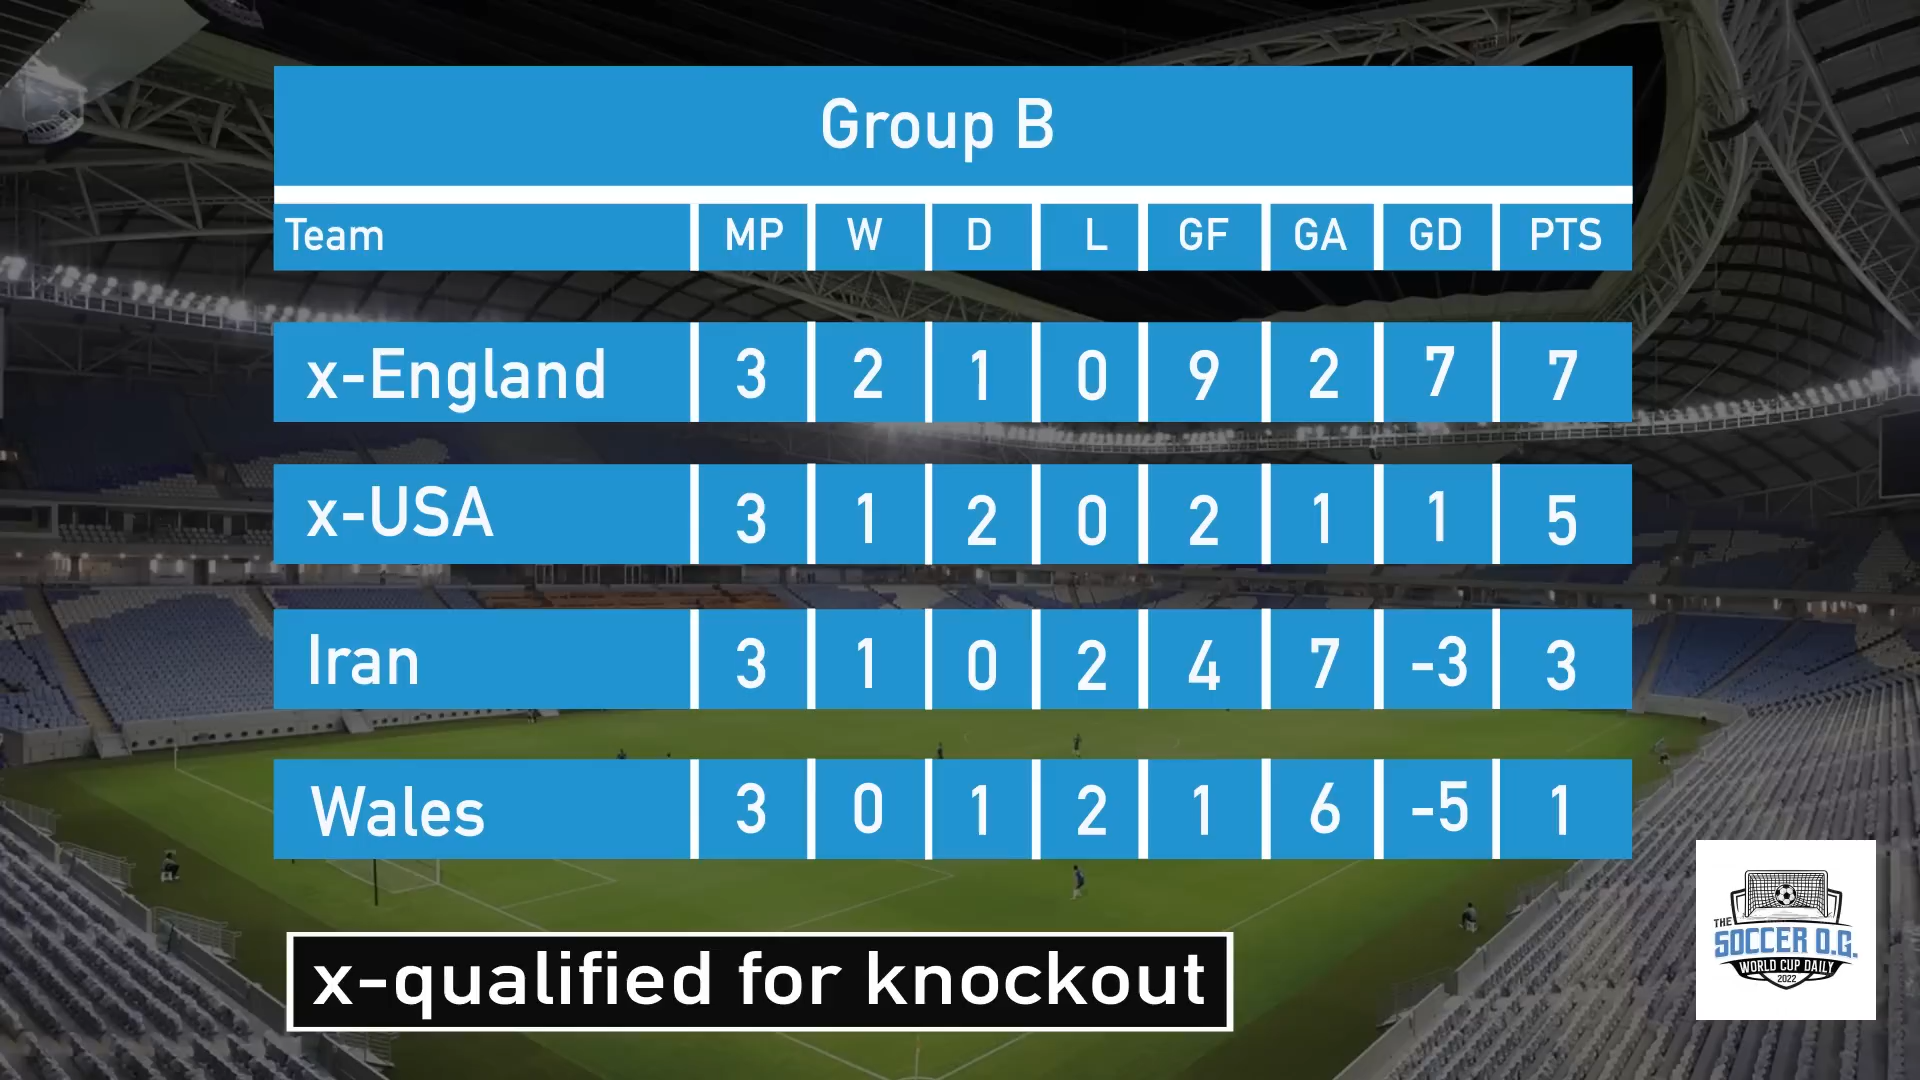 Group B
Team MP W D L GF GA GD PTS
x-England 3 2 1 0 9 2 7 7
x-USA 3 1 2 0 2 1 1 5
Iran 3 1 0 2 4 7 -3 3
Wales 3 0 1 2 1 6 -5 1
x-qualified for knockout
THE
SOCCER O.G.
WORLD CUP DAILY
2022